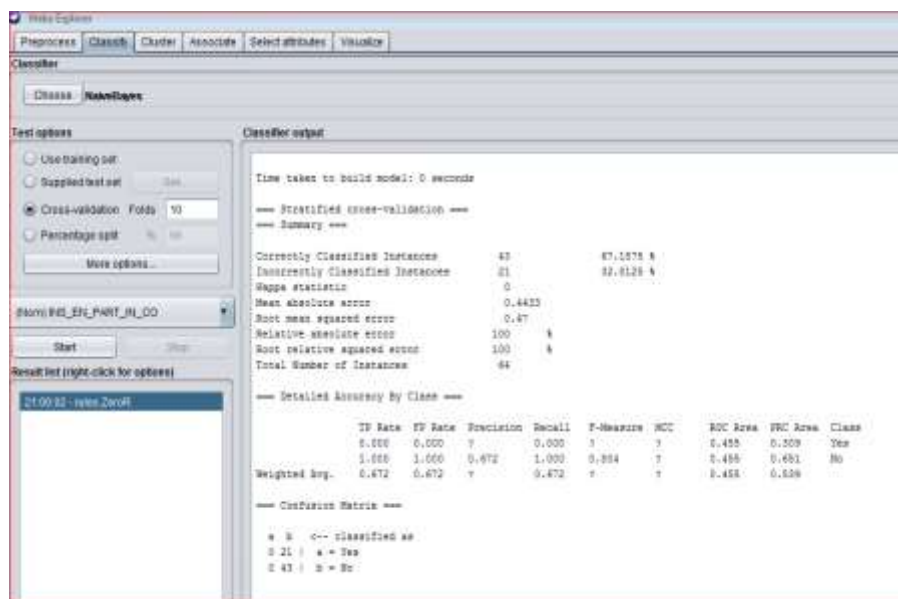 Weka Explorer
Preprocess Classify Cluster Associate Select attributes Visualize
Classifier
Choose NaiveBayes
Test options
Use training set
Supplied test set Set...
Cross-validation Folds 10
Percentage split %
More options...
(Nom) INS_EN_PART_IN_CO
Start Stop
Result list (right-click for options)
21:00:02 - rules.ZeroR
Classifier output
Time taken to build model: 0 seconds
=== Stratified cross-validation ===
=== Summary ===
Correctly Classified Instances 43 67.1875 %
Incorrectly Classified Instances 21 32.8125 %
Kappa statistic 0
Mean absolute error 0.4433
Root mean squared error 0.47
Relative absolute error 100 %
Root relative squared error 100 %
Total Number of Instances 64
=== Detailed Accuracy By Class ===
TP Rate FP Rate Precision Recall F-Measure MCC ROC Area PRC Area Class
0.000 0.000 ? 0.000 ? ? 0.455 0.309 Yes
1.000 1.000 0.672 1.000 0.804 ? 0.455 0.651 No
Weighted Avg. 0.672 0.672 ? 0.672 ? ? 0.455 0.539
=== Confusion Matrix ===
a b <-- classified as
0 21 | a = Yes
0 43 | b = No